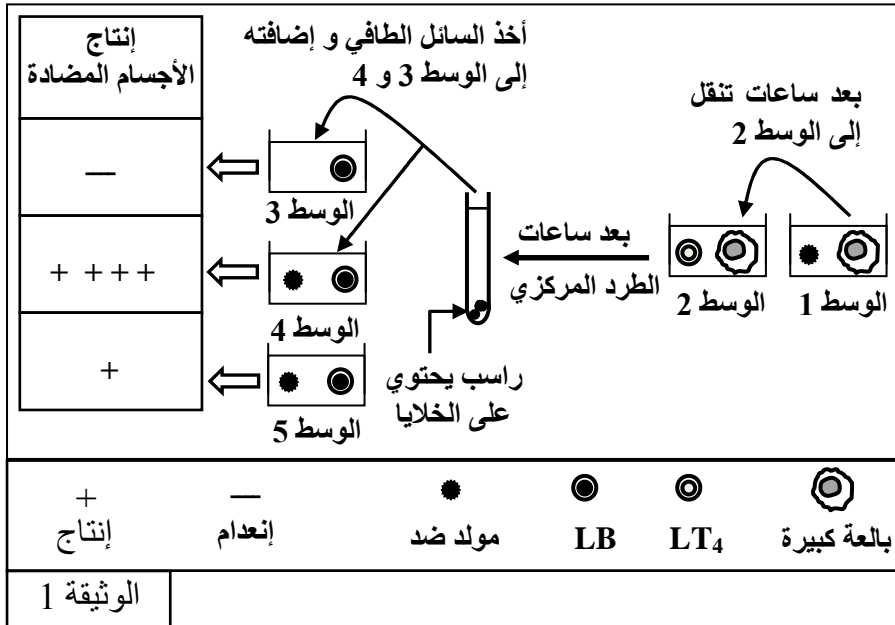 إنتاج
الأجسام المضادة
أخذ السائل الطافي و إضافته
إلى الوسط 3 و 4
بعد ساعات تنقل
إلى الوسط 2
—
الوسط 3
+ + + +
الوسط 4
+
الوسط 5
بعد ساعات
الطرد المركزي
الوسط 2
الوسط 1
راسب يحتوي
على الخلايا
بالعة كبيرة
LT₄
LB
مولد ضد
—
إنعدام
+
إنتاج
الوثيقة 1